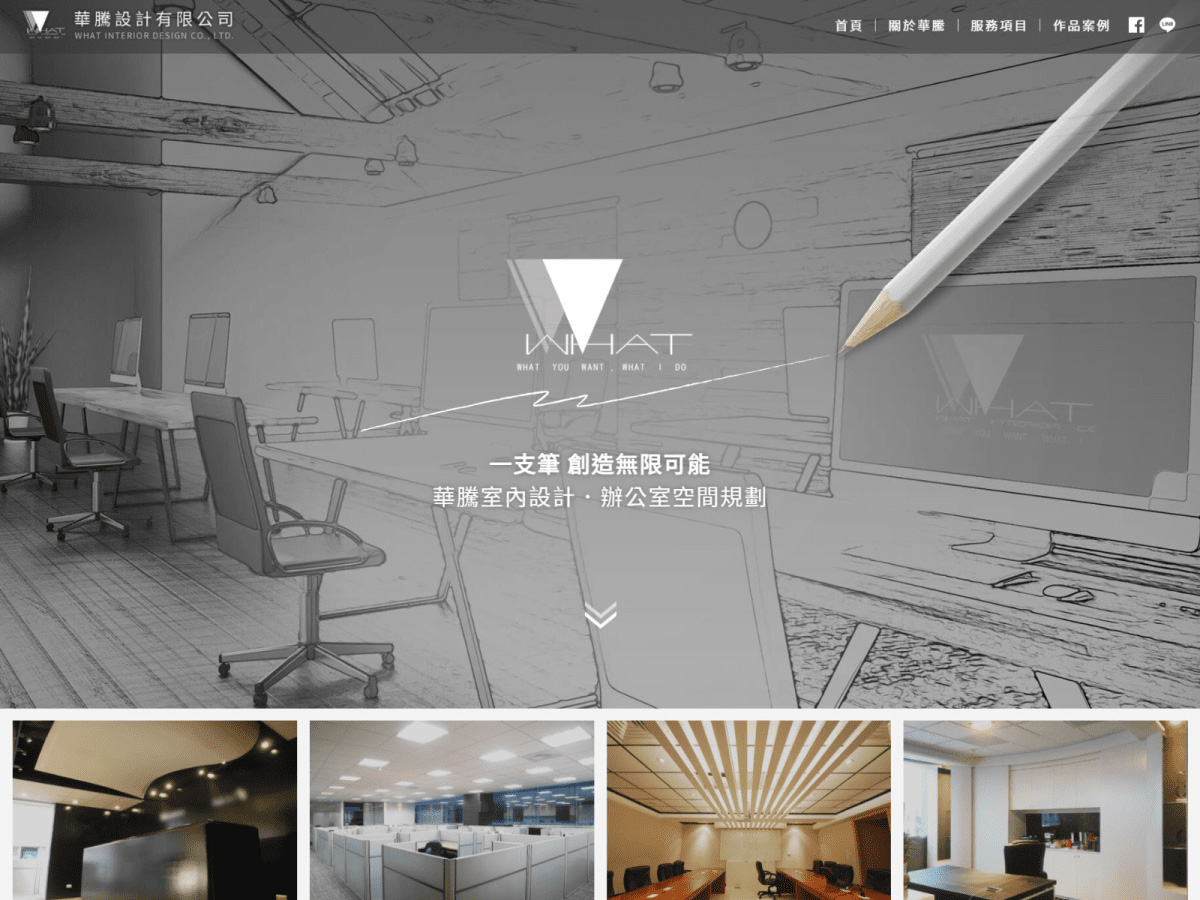 華騰設計有限公司
WHAT INTERIOR DESIGN CO., LTD.
首頁
關於華騰
服務項目
作品案例
WHAT
WHAT YOU WANT , WHAT I DO
一支筆 創造無限可能
華騰室內設計・辦公室空間規劃
WHAT